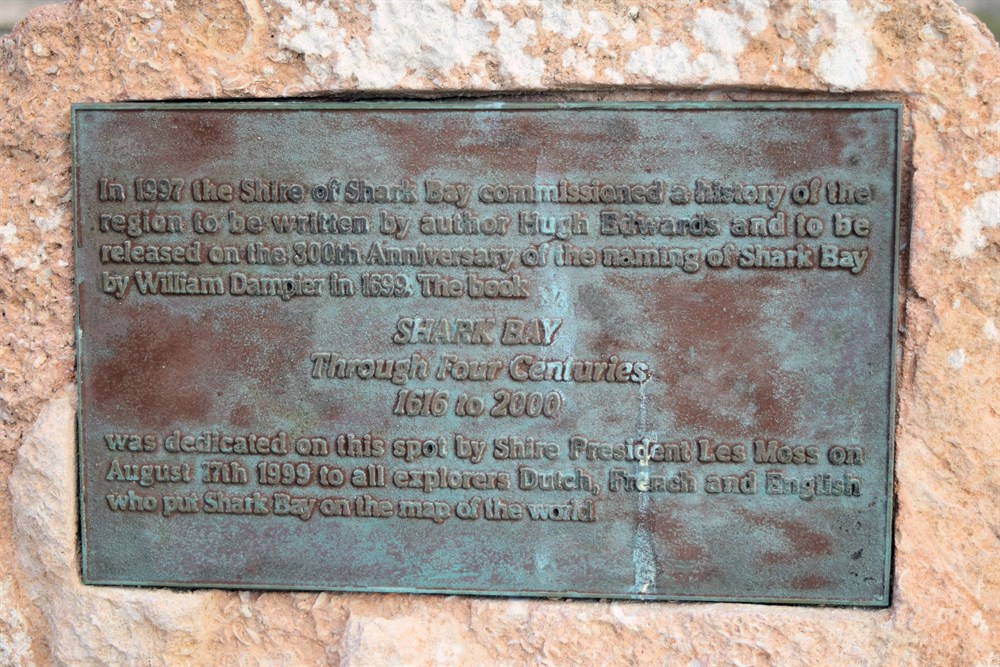 In 1997 the Shire of Shark Bay commissioned a history of the
region to be written by author Hugh Edwards and to be
released on the 300th Anniversary of the naming of Shark Bay
by William Dampier in 1699. The book
SHARK BAY
Through Four Centuries
1616 to 2000
was dedicated on this spot by Shire President Les Moss on
August 17th 1999 to all explorers Dutch, French and English
who put Shark Bay on the map of the world